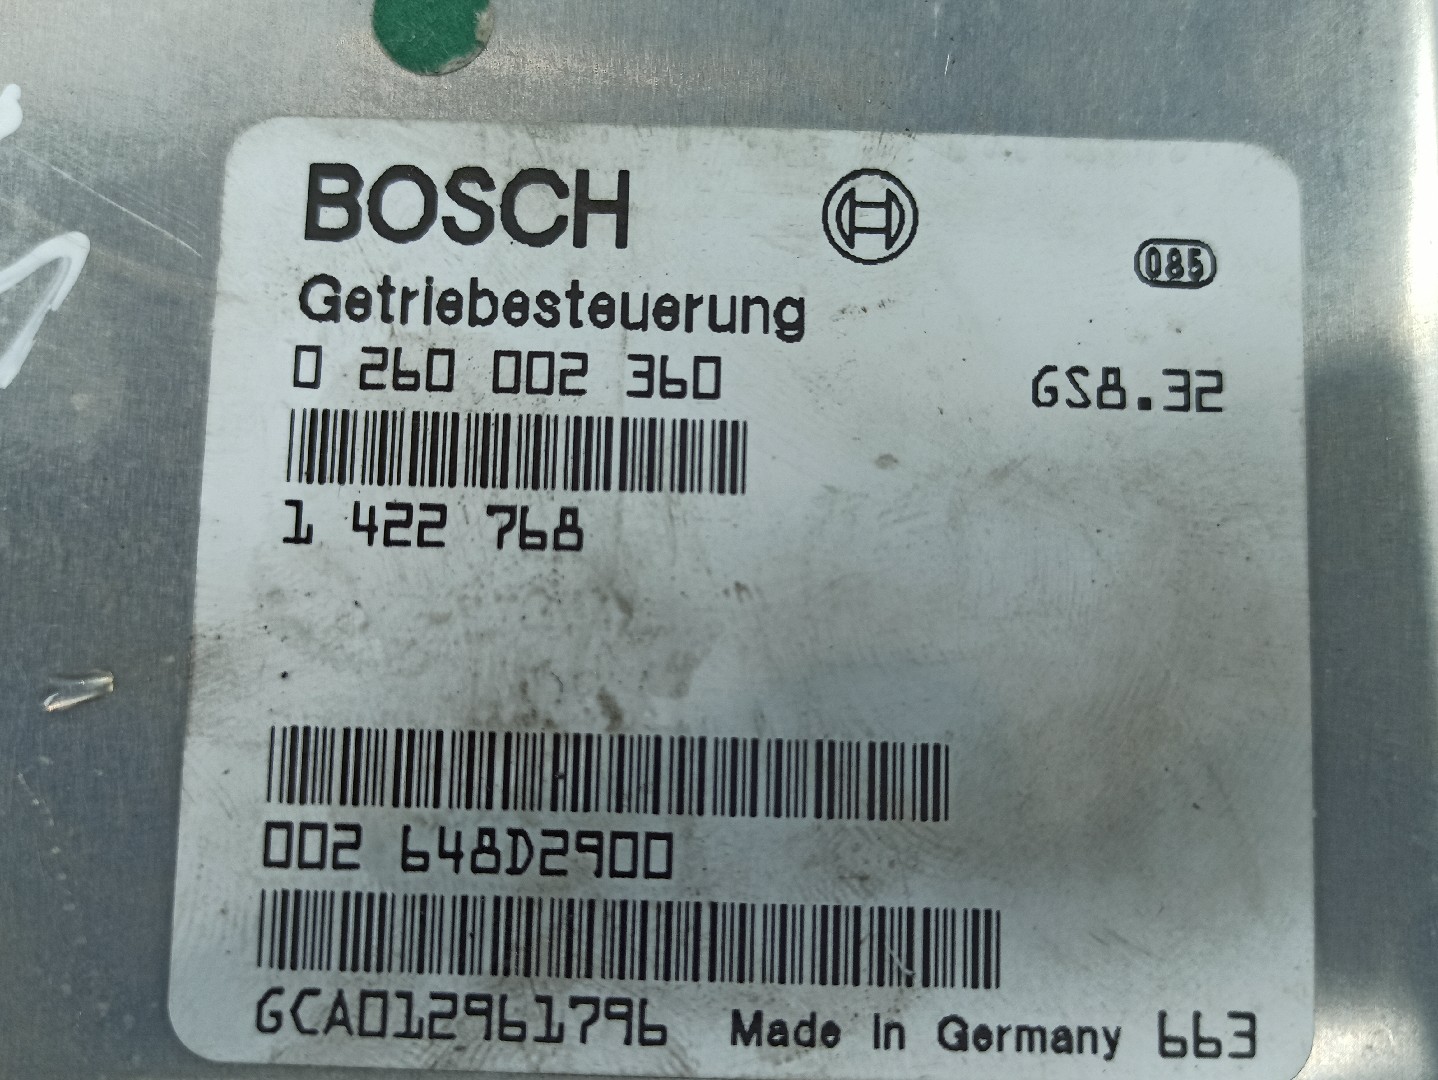 BOSCH
085
Getriebesteuerung
0 260 002 360
GS8.32
1 422 768
002 648D2900
GCA012961796 Made in Germany 663